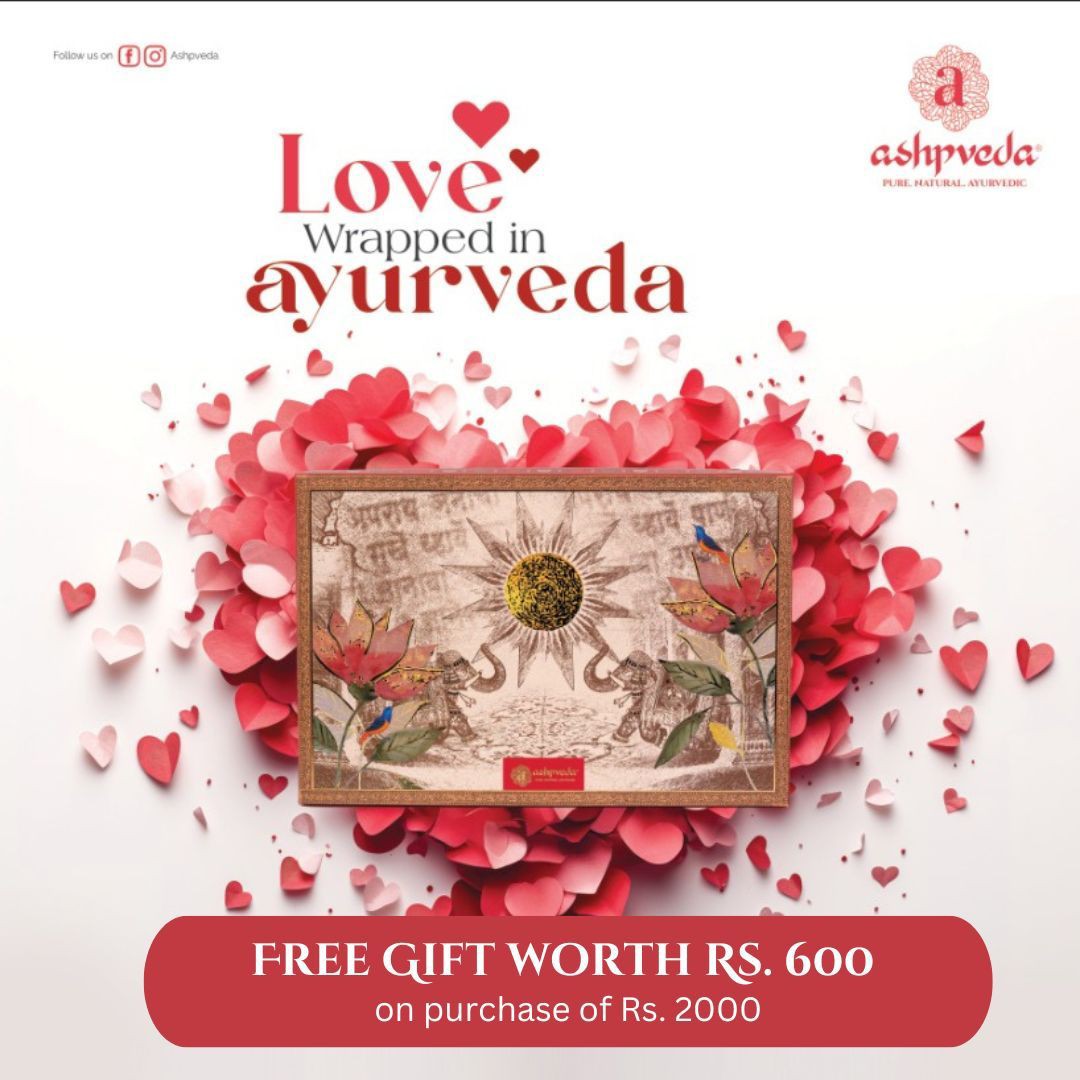 Follow us on Ashpveda
a
ashpveda®
PURE. NATURAL. AYURVEDIC
Love
Wrapped in
ayurveda
a ashpveda
FREE GIFT WORTH RS. 600
on purchase of Rs. 2000